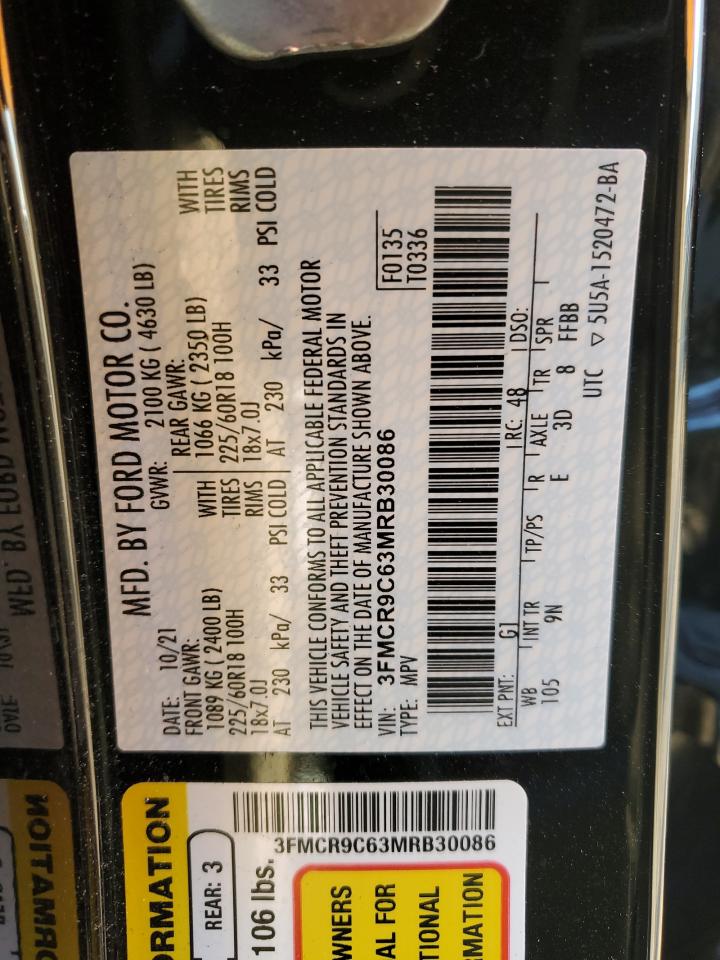 MFD. BY FORD MOTOR CO.
DATE: 10/21 GVWR: 2100 KG ( 4630 LB)
FRONT GAWR: REAR GAWR:
1089 KG ( 2400 LB) WITH 1066 KG ( 2350 LB) WITH
225/60R18 100H TIRES 225/60R18 100H TIRES
18x7.0J RIMS 18x7.0J RIMS
AT 230 kPa/ 33 PSI COLD AT 230 kPa/ 33 PSI COLD
THIS VEHICLE CONFORMS TO ALL APPLICABLE FEDERAL MOTOR
VEHICLE SAFETY AND THEFT PREVENTION STANDARDS IN
EFFECT ON THE DATE OF MANUFACTURE SHOWN ABOVE.
VIN: 3FMCR9C63MRB30086 F0135
TYPE: MPV T0336
EXT PNT: G1 RC: 48 DSO:
WB INT TR TP/PS R AXLE TR SPR
105 9N E 3D 8 FFBB
UTC ▽ 5U5A-1520472-BA
ORMATION
REAR: 3
106 lbs.
3FMCR9C63MRB30086
WNERS
AL FOR
TIONAL
RMATION